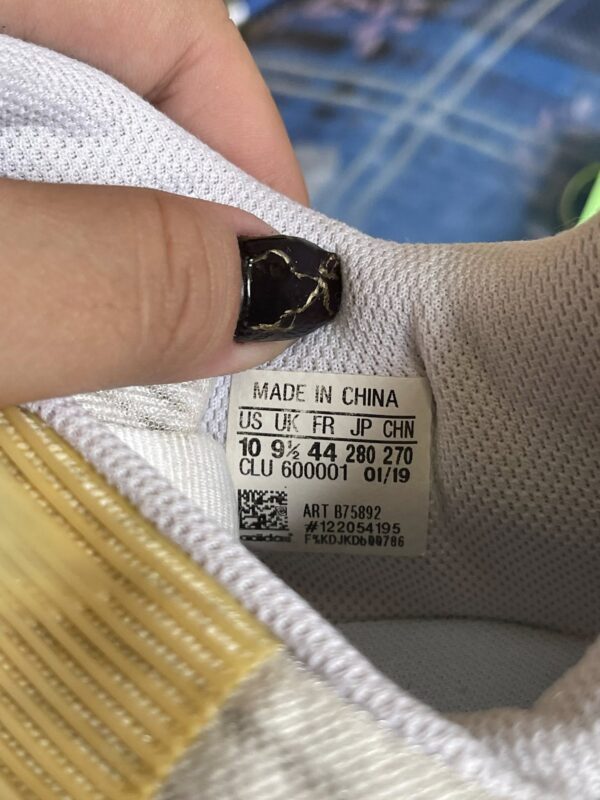 MADE IN CHINA
US UK FR JP CHN
10 9½ 44 280 270
CLU 600001 01/19
ART B75892
#122054195
adidas F%KDJKDb00786